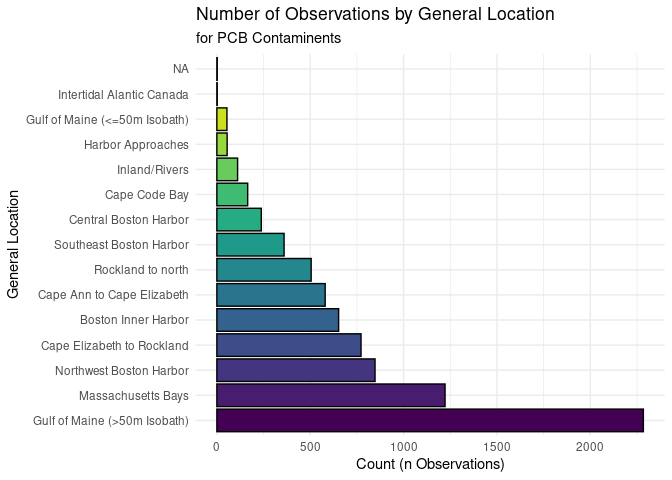 Number of Observations by General Location
for PCB Contaminents
NA
Intertidal Alantic Canada
Gulf of Maine (<=50m Isobath)
Harbor Approaches
Inland/Rivers
Cape Code Bay
Central Boston Harbor
Southeast Boston Harbor
Rockland to north
Cape Ann to Cape Elizabeth
Boston Inner Harbor
Cape Elizabeth to Rockland
Northwest Boston Harbor
Massachusetts Bays
Gulf of Maine (>50m Isobath)
General Location
0 500 1000 1500 2000
Count (n Observations)